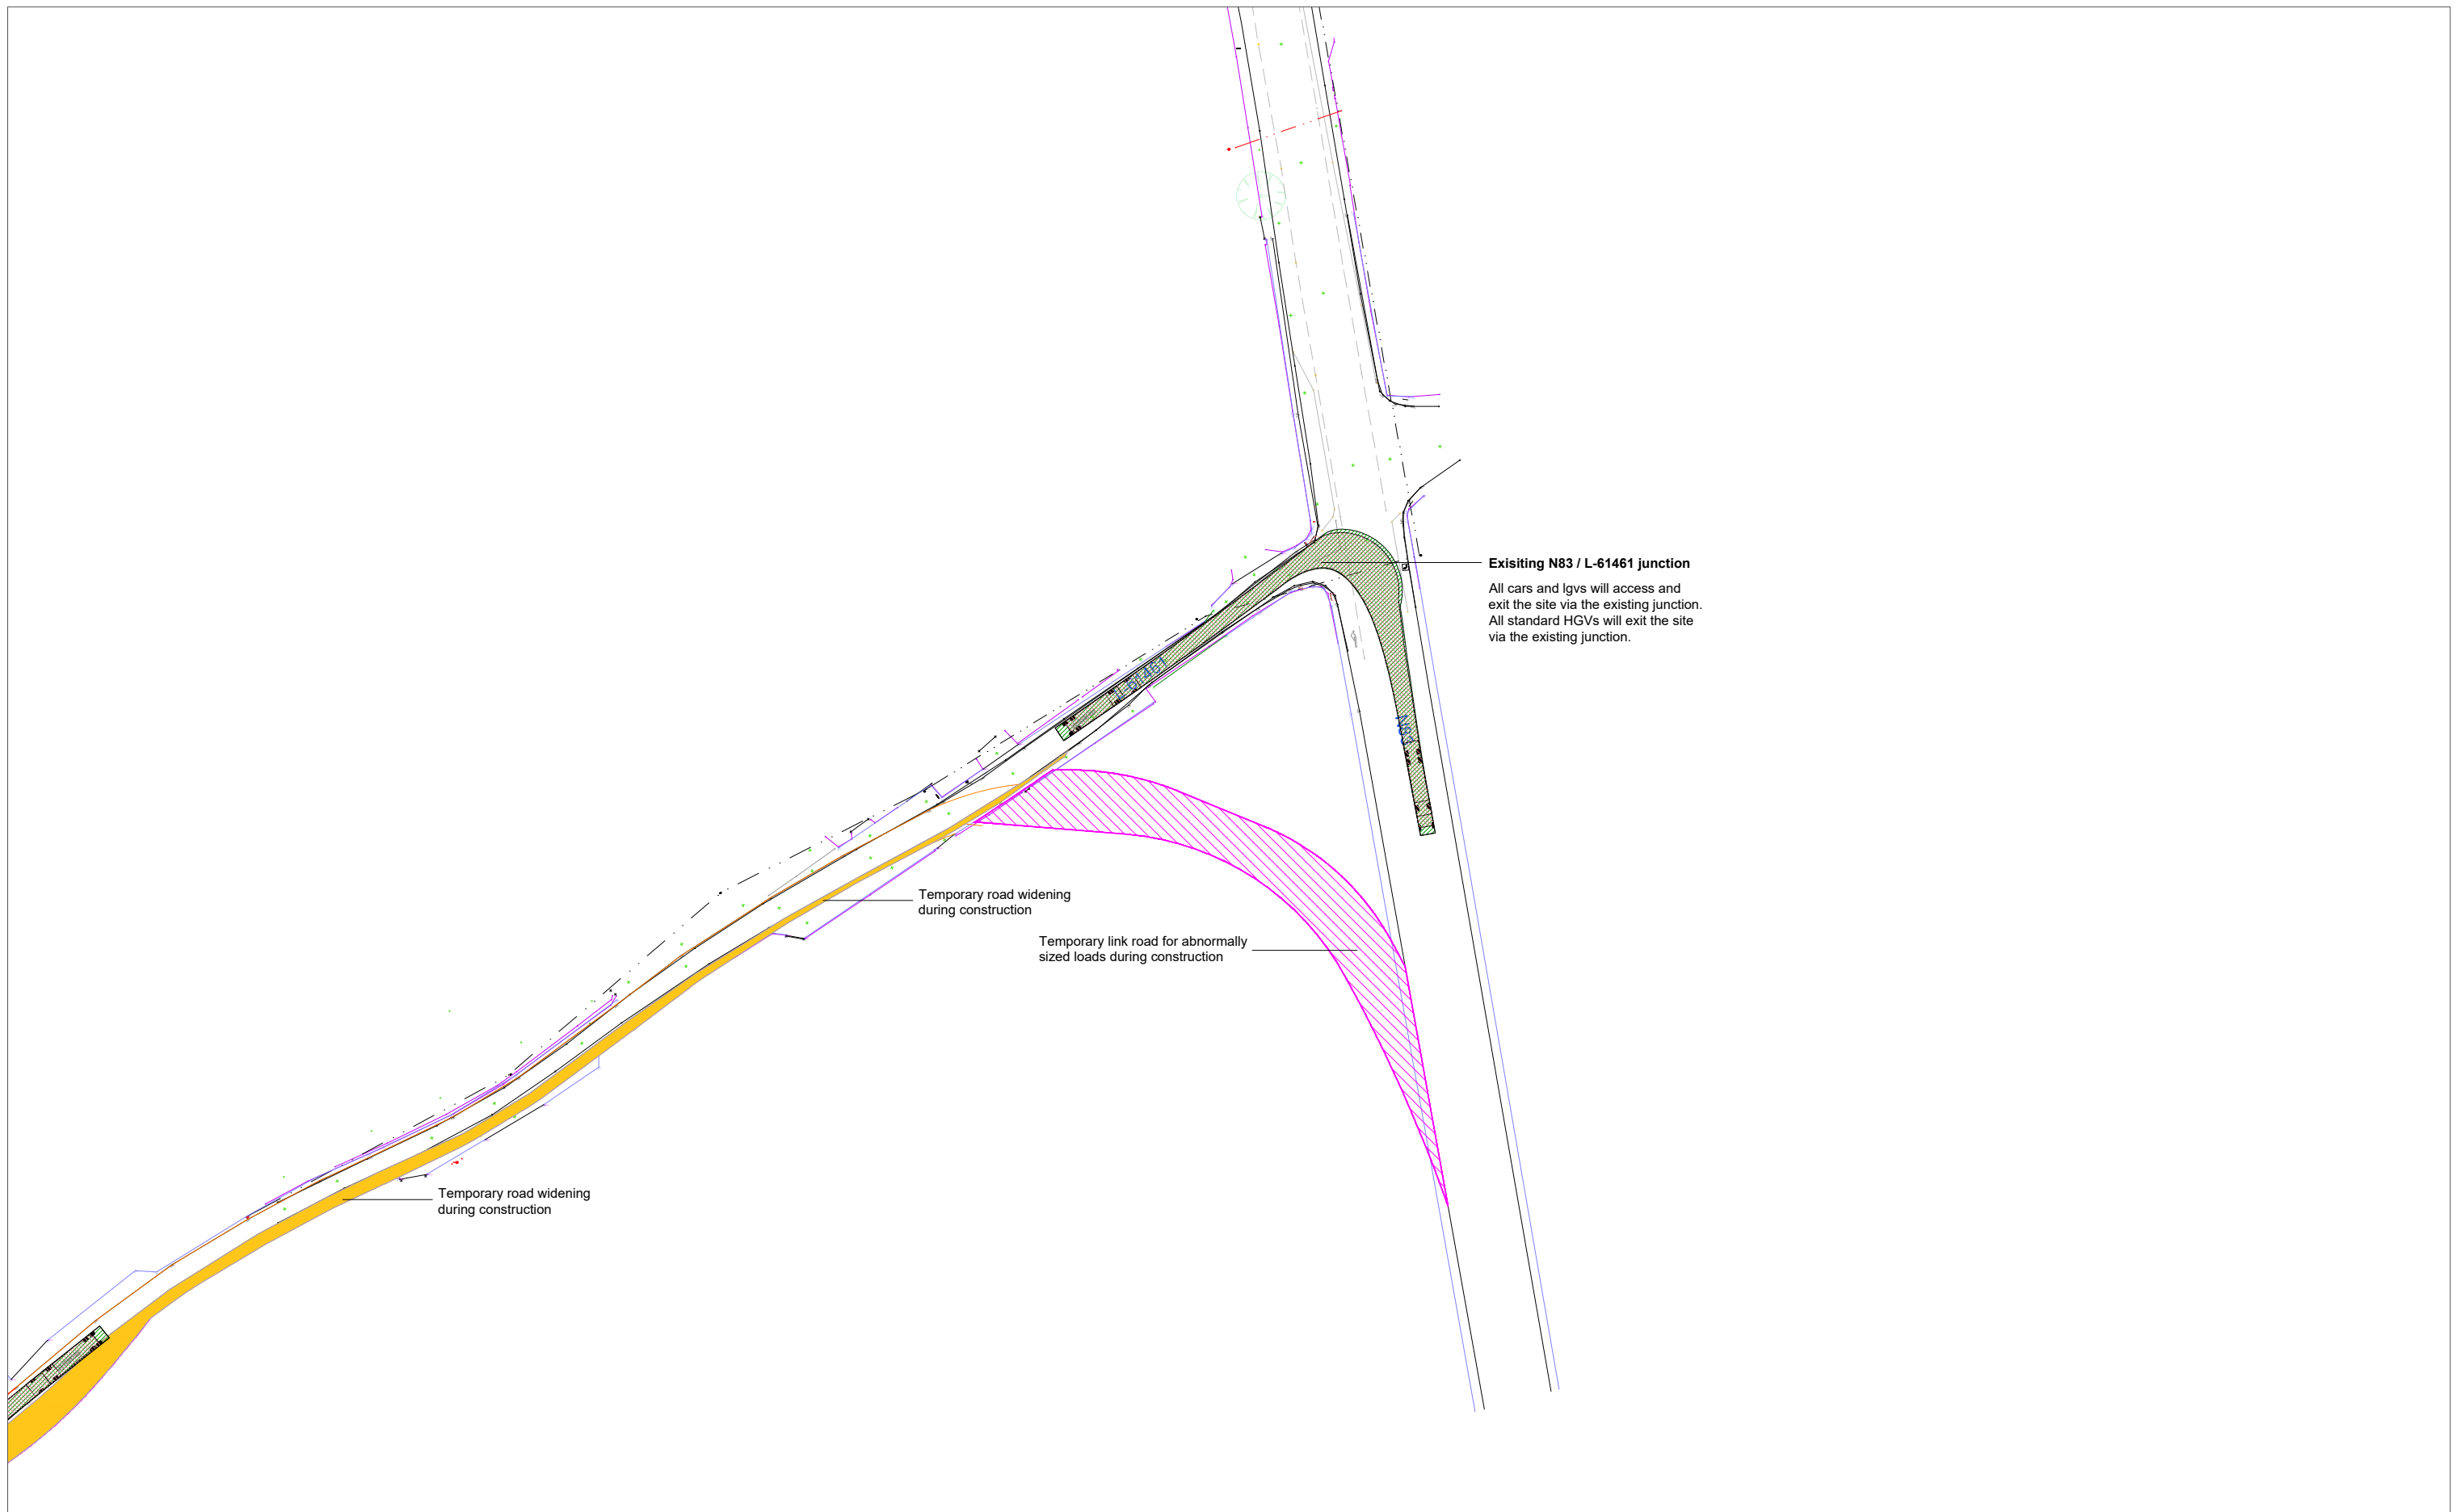 Exisiting N83 / L-61461 junction
All cars and lgvs will access and
exit the site via the existing junction.
All standard HGVs will exit the site
via the existing junction.
L-61461
N83
Temporary road widening
during construction
Temporary link road for abnormally
sized loads during construction
Temporary road widening
during construction